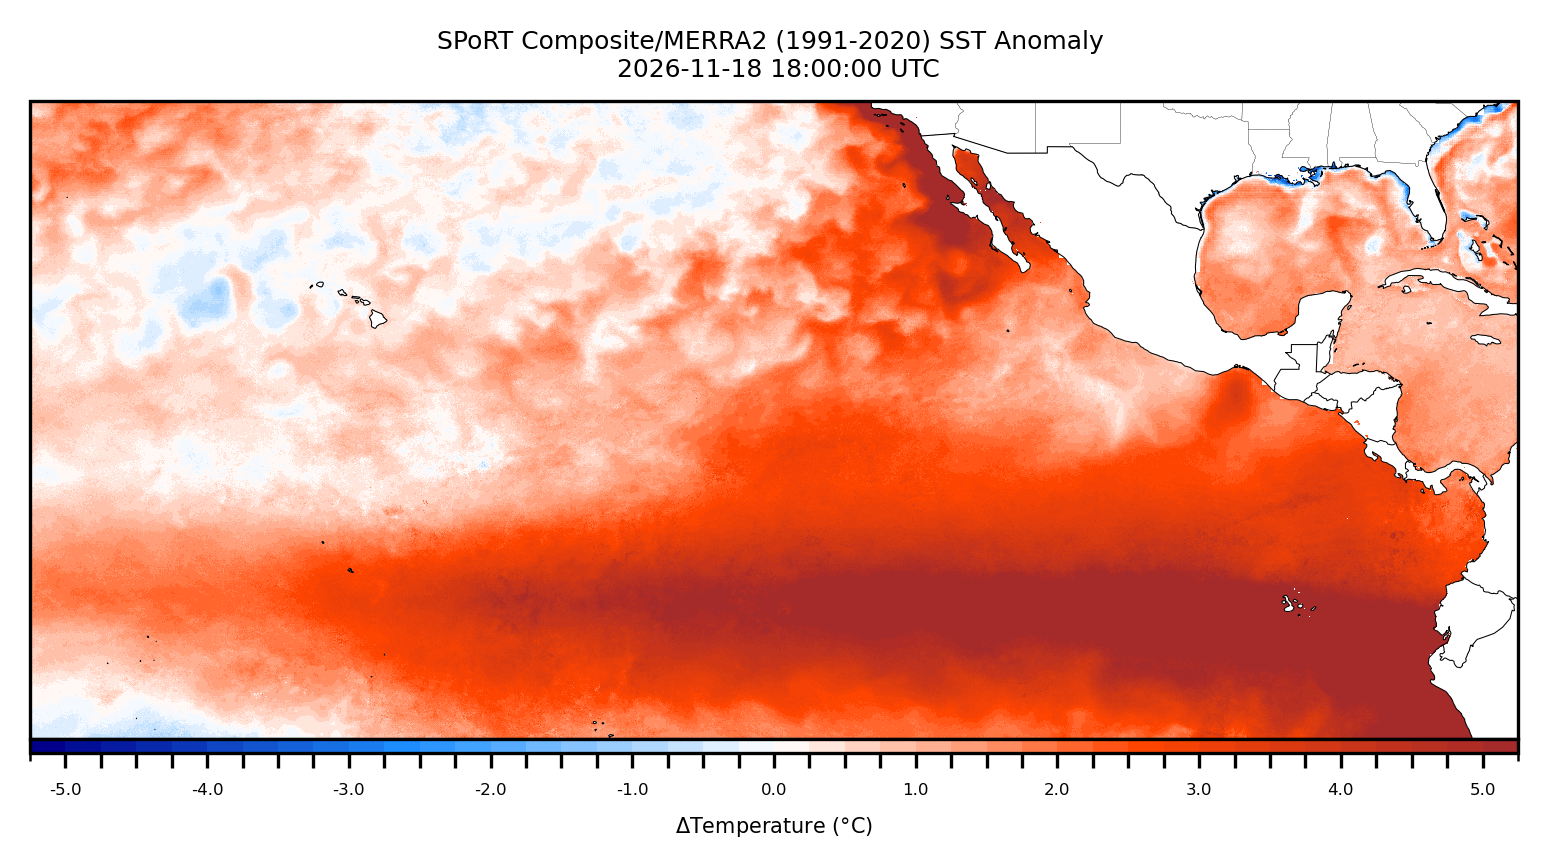 SPoRT Composite/MERRA2 (1991-2020) SST Anomaly
2026-11-18 18:00:00 UTC
-5.0 -4.0 -3.0 -2.0 -1.0 0.0 1.0 2.0 3.0 4.0 5.0
ΔTemperature (°C)